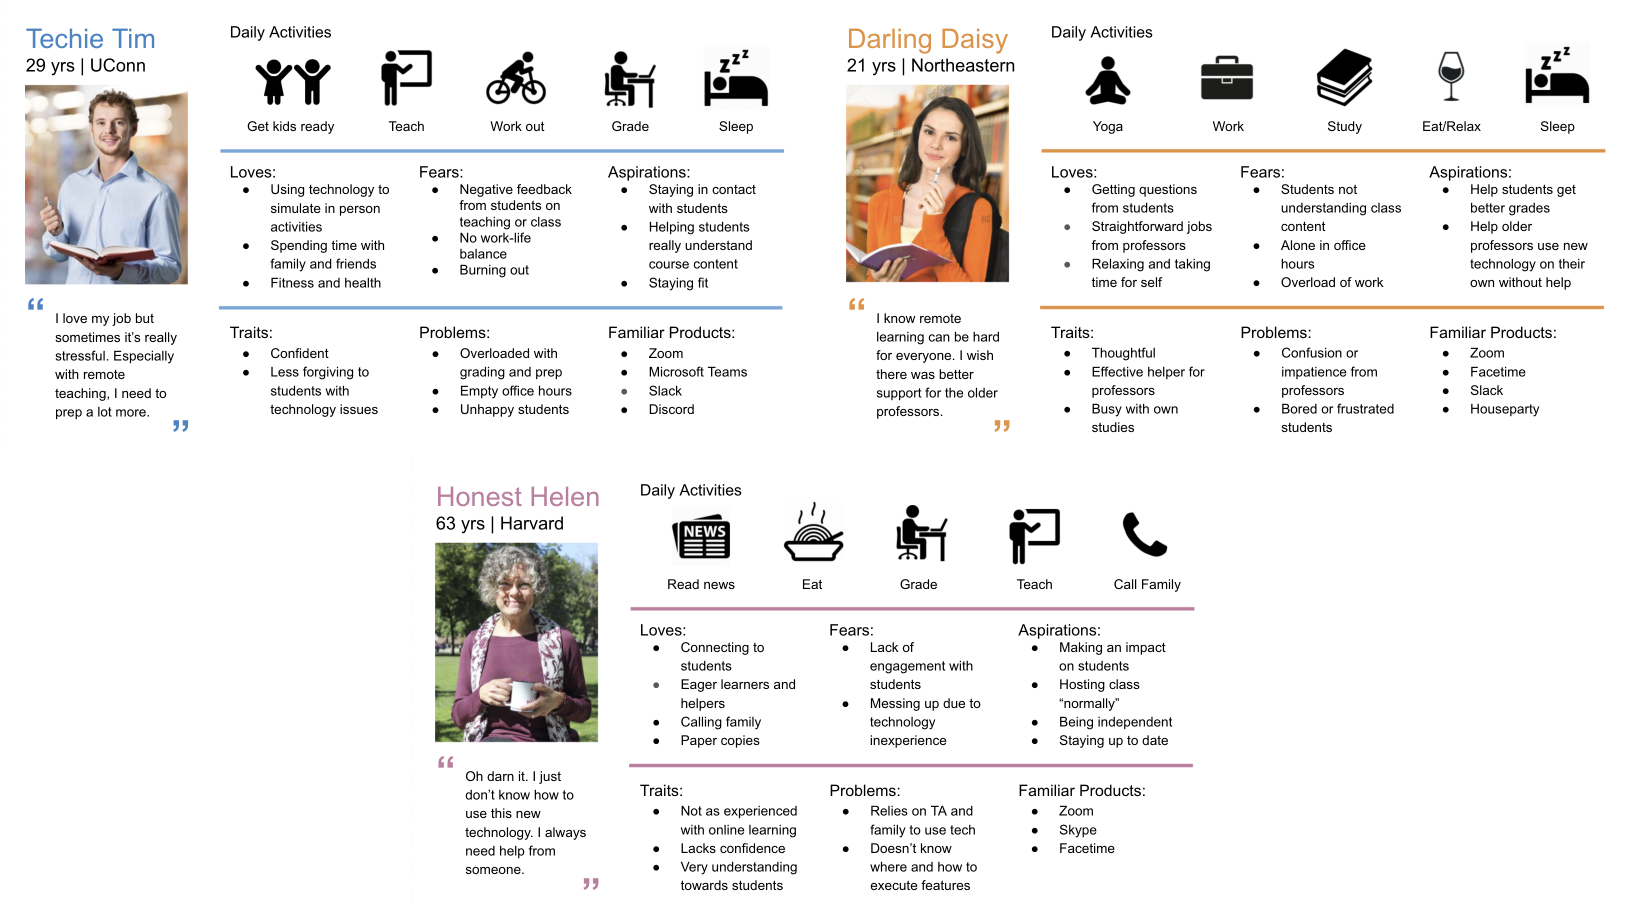 Techie Tim
29 yrs | UConn
Daily Activities
Get kids ready
Teach
Work out
Grade
Sleep
Loves:
● Using technology to
simulate in person
activities
● Spending time with
family and friends
● Fitness and health
Fears:
● Negative feedback
from students on
teaching or class
● No work-life
balance
● Burning out
Aspirations:
● Staying in contact
with students
● Helping students
really understand
course content
● Staying fit
“
I love my job but
sometimes it’s really
stressful. Especially
with remote
teaching, I need to
prep a lot more.
”
Traits:
● Confident
● Less forgiving to
students with
technology issues
Problems:
● Overloaded with
grading and prep
● Empty office hours
● Unhappy students
Familiar Products:
● Zoom
● Microsoft Teams
● Slack
● Discord
Darling Daisy
21 yrs | Northeastern
Daily Activities
Yoga
Work
Study
Eat/Relax
Sleep
Loves:
● Getting questions
from students
● Straightforward jobs
from professors
● Relaxing and taking
time for self
Fears:
● Students not
understanding class
content
● Alone in office
hours
● Overload of work
Aspirations:
● Help students get
better grades
● Help older
professors use new
technology on their
own without help
“
I know remote
learning can be hard
for everyone. I wish
there was better
support for the older
professors.
”
Traits:
● Thoughtful
● Effective helper for
professors
● Busy with own
studies
Problems:
● Confusion or
impatience from
professors
● Bored or frustrated
students
Familiar Products:
● Zoom
● Facetime
● Slack
● Houseparty
Honest Helen
63 yrs | Harvard
Daily Activities
NEWS
Read news
Eat
Grade
Teach
Call Family
Loves:
● Connecting to
students
● Eager learners and
helpers
● Calling family
● Paper copies
Fears:
● Lack of
engagement with
students
● Messing up due to
technology
inexperience
Aspirations:
● Making an impact
on students
● Hosting class
“normally”
● Being independent
● Staying up to date
“
Oh darn it. I just
don’t know how to
use this new
technology. I always
need help from
someone.
”
Traits:
● Not as experienced
with online learning
● Lacks confidence
● Very understanding
towards students
Problems:
● Relies on TA and
family to use tech
● Doesn’t know
where and how to
execute features
Familiar Products:
● Zoom
● Skype
● Facetime